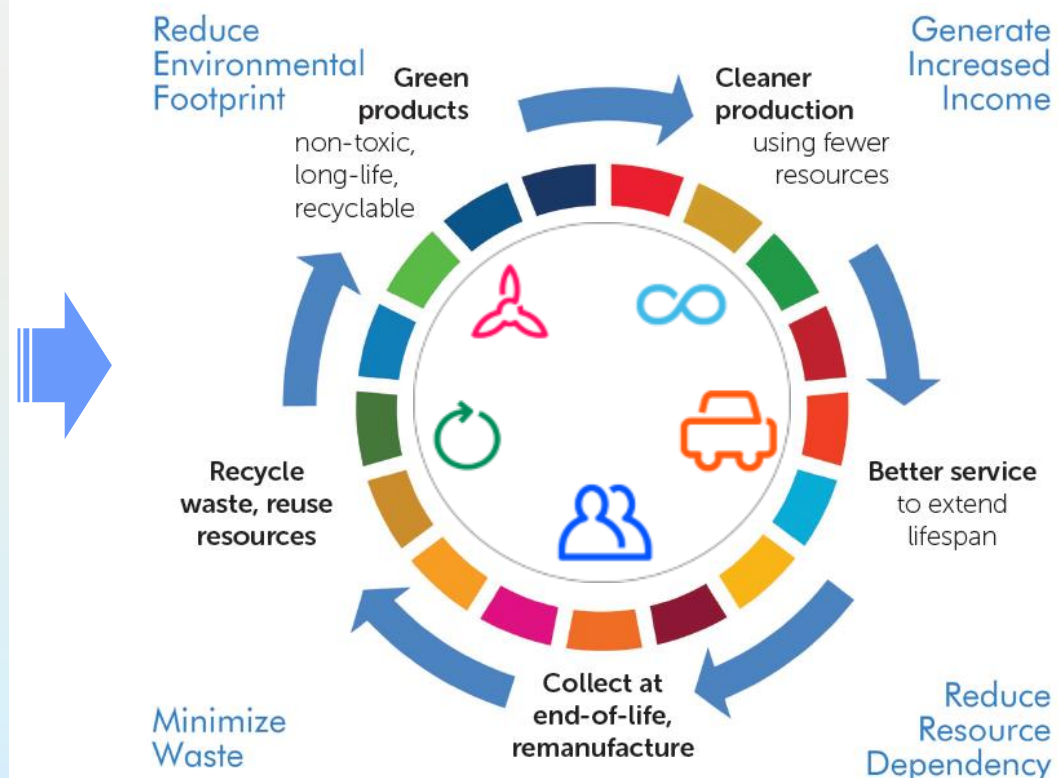 Reduce
Environmental
Footprint
Generate
Increased
Income
Green
products
non-toxic,
long-life,
recyclable
Cleaner
production
using fewer
resources
Better service
to extend
lifespan
Collect at
end-of-life,
remanufacture
Recycle
waste, reuse
resources
Minimize
Waste
Reduce
Resource
Dependency